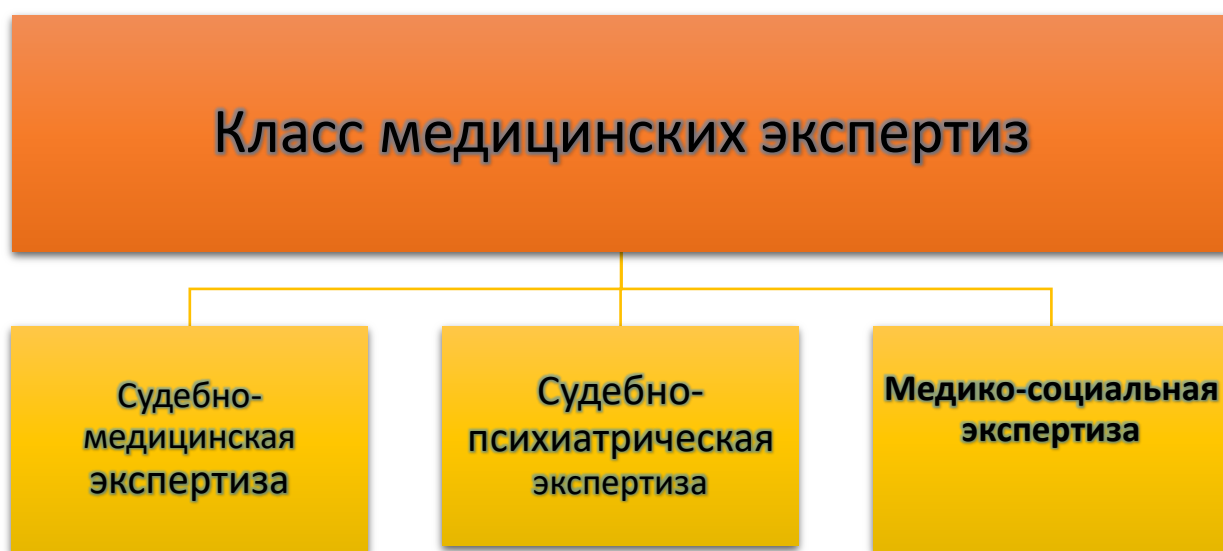 Класс медицинских экспертиз
Судебно-
медицинская
экспертиза
Судебно-
психиатрическая
экспертиза
Медико-социальная
экспертиза